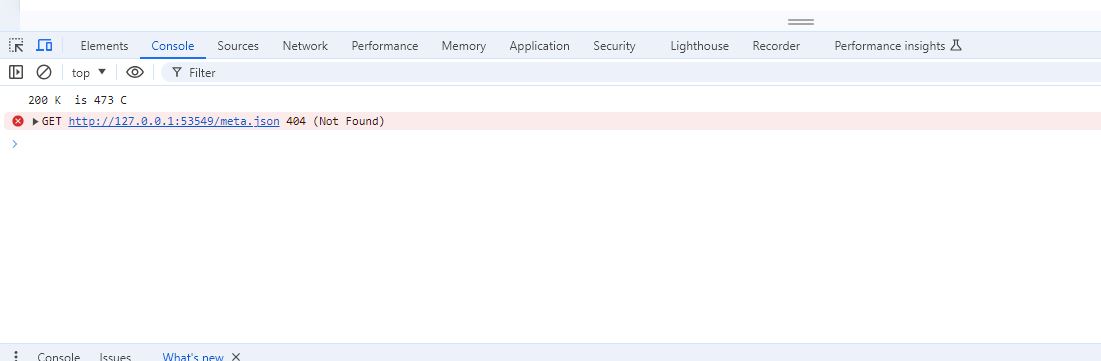 Elements Console Sources Network Performance Memory Application Security Lighthouse Recorder Performance insights
top Filter
200 K  is 473 C
GET http://127.0.0.1:53549/meta.json 404 (Not Found)
Console Issues What's new